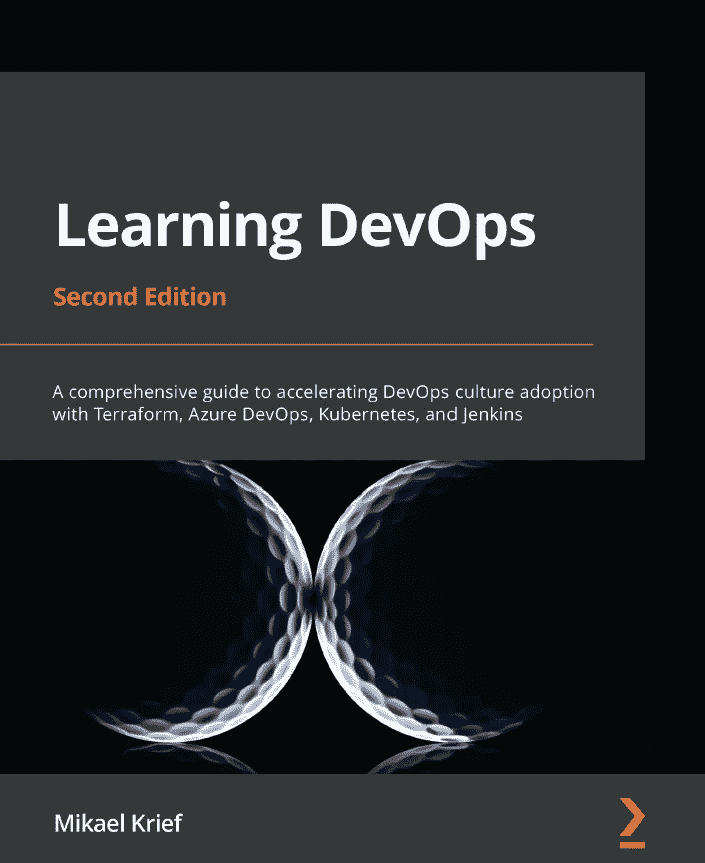 Learning DevOps
Second Edition
A comprehensive guide to accelerating DevOps culture adoption
with Terraform, Azure DevOps, Kubernetes, and Jenkins
Mikael Krief